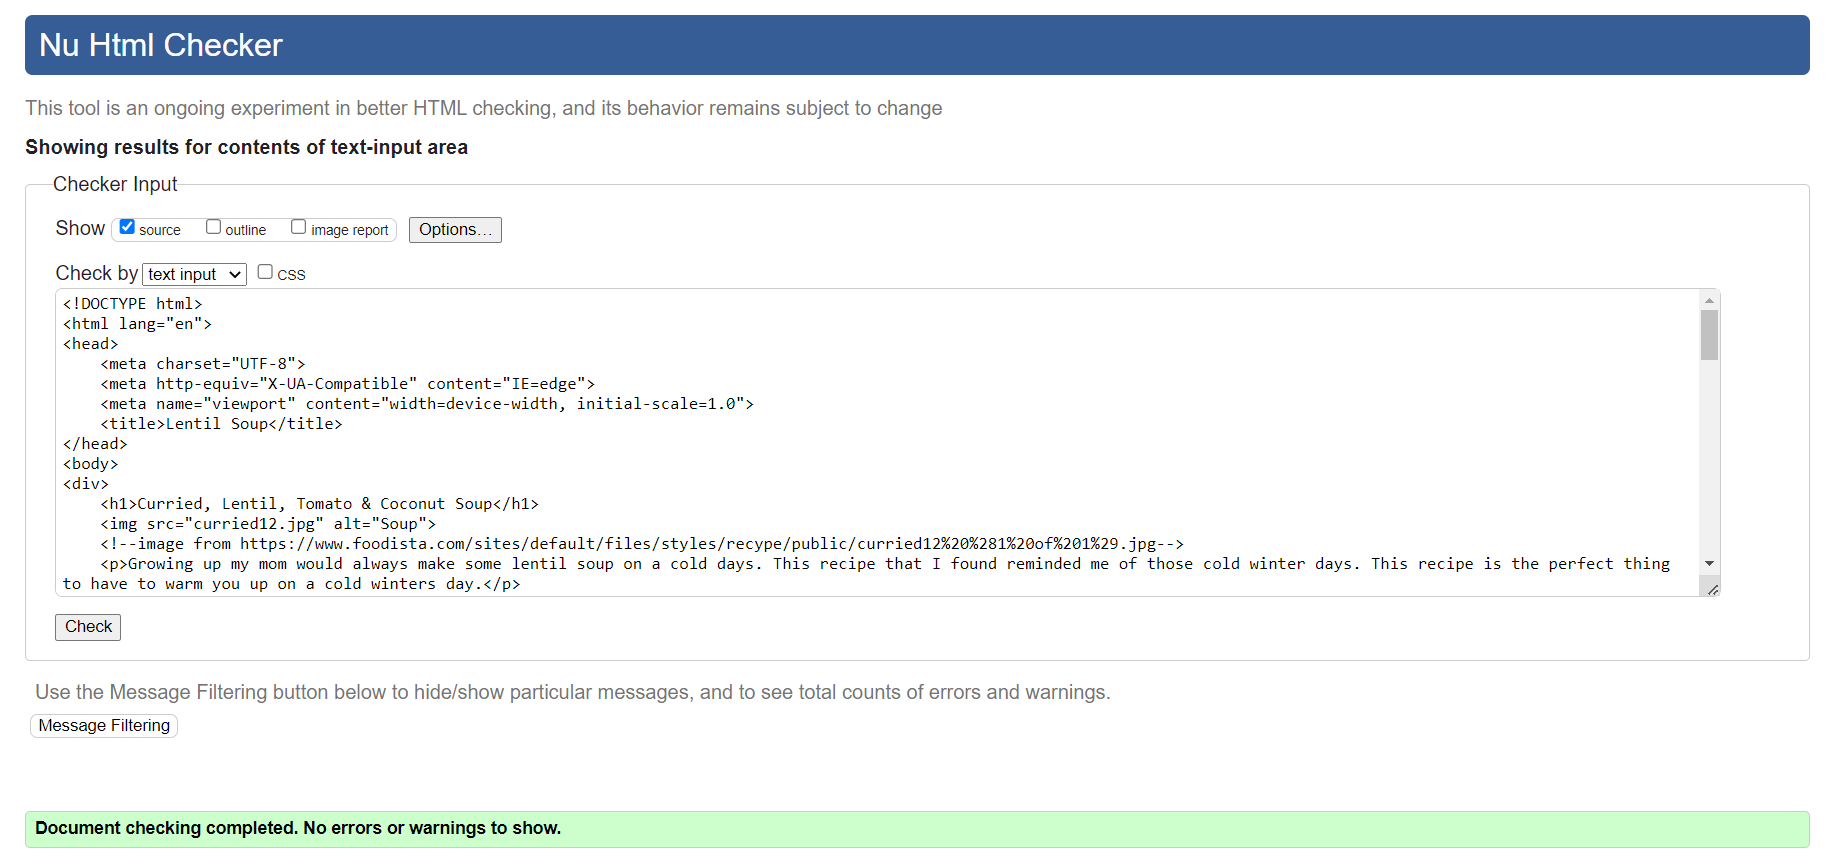 Nu Html Checker
This tool is an ongoing experiment in better HTML checking, and its behavior remains subject to change
Showing results for contents of text-input area
Checker Input
Show source outline image report Options...
Check by text input CSS
<!DOCTYPE html>
<html lang="en">
<head>
    <meta charset="UTF-8">
    <meta http-equiv="X-UA-Compatible" content="IE=edge">
    <meta name="viewport" content="width=device-width, initial-scale=1.0">
    <title>Lentil Soup</title>
</head>
<body>
<div>
    <h1>Curried, Lentil, Tomato & Coconut Soup</h1>
    <img src="curried12.jpg" alt="Soup">
    <!--image from https://www.foodista.com/sites/default/files/styles/recype/public/curried12%20%281%20of%201%29.jpg-->
    <p>Growing up my mom would always make some lentil soup on a cold days. This recipe that I found reminded me of those cold winter days. This recipe is the perfect thing
to have to warm you up on a cold winters day.</p>
Check
Use the Message Filtering button below to hide/show particular messages, and to see total counts of errors and warnings.
Message Filtering
Document checking completed. No errors or warnings to show.